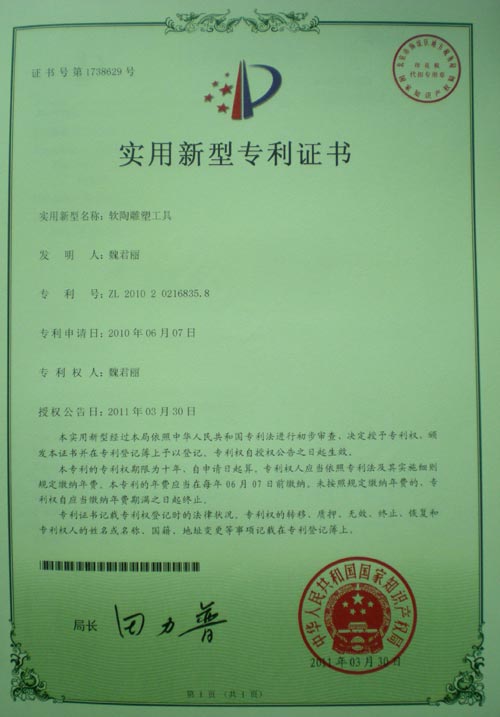 证书号第1738629号
印花税
代扣专用章
实用新型专利证书
实用新型名称：软陶雕塑工具
发明人：魏君丽
专利号：ZL 2010 2 0216835.8
专利申请日：2010年06月07日
专利权人：魏君丽
授权公告日：2011年03月30日
本实用新型经过本局依照中华人民共和国专利法进行初步审查，决定授予专利权，颁
发本证书并在专利登记簿上予以登记。专利权自授权公告之日起生效。
本专利的专利权期限为十年，自申请日起算。专利权人应当依照专利法及其实施细则
规定缴纳年费。本专利的年费应当在每年06月07日前缴纳。未按照规定缴纳年费的，专
利权自应当缴纳年费期满之日起终止。
专利证书记载专利权登记时的法律状况。专利权的转移、质押、无效、终止、恢复和
专利权人的姓名或名称、国籍、地址变更等事项记载在专利登记簿上。
局长 田力普
中华人民共和国国家知识产权局
2011年03月30日
第1页（共1页）